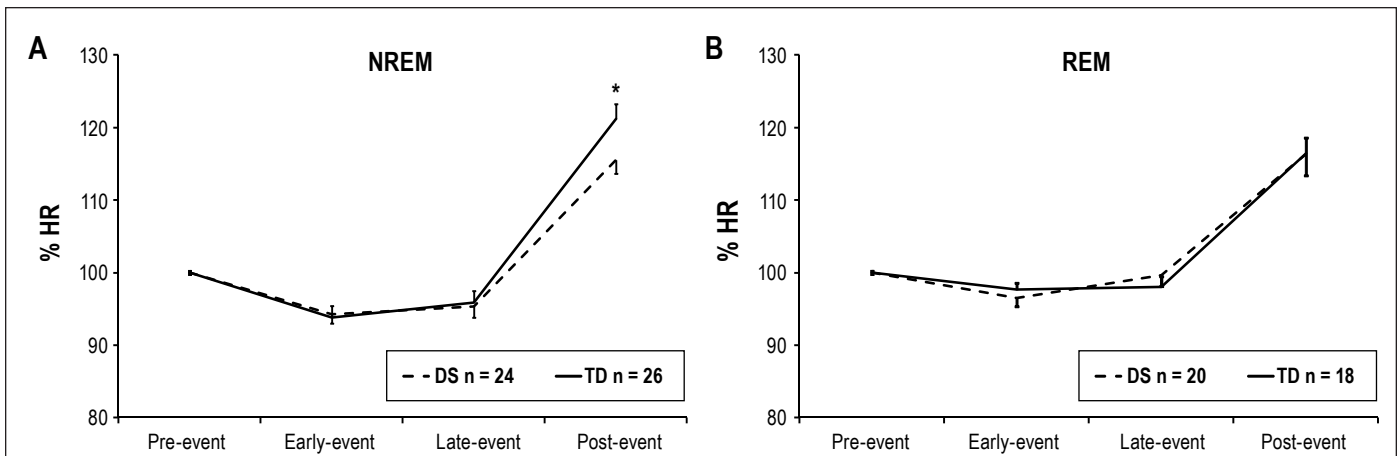 A
NREM
130
120
110
100
90
80
% HR
*
DS n = 24 TD n = 26
Pre-event Early-event Late-event Post-event
B
REM
130
120
110
100
90
80
% HR
DS n = 20 TD n = 18
Pre-event Early-event Late-event Post-event